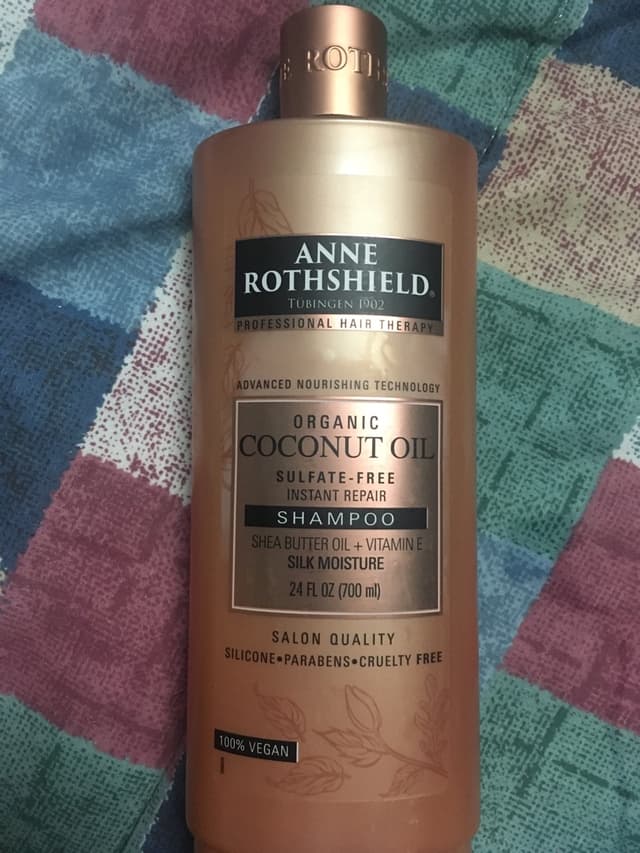 E ROTH
ANNE
ROTHSHIELD®
TÜBINGEN 1902
PROFESSIONAL HAIR THERAPY
ADVANCED NOURISHING TECHNOLOGY
ORGANIC
COCONUT OIL
SULFATE-FREE
INSTANT REPAIR
SHAMPOO
SHEA BUTTER OIL + VITAMIN E
SILK MOISTURE
24 FL OZ (700 ml)
SALON QUALITY
SILICONE•PARABENS•CRUELTY FREE
100% VEGAN